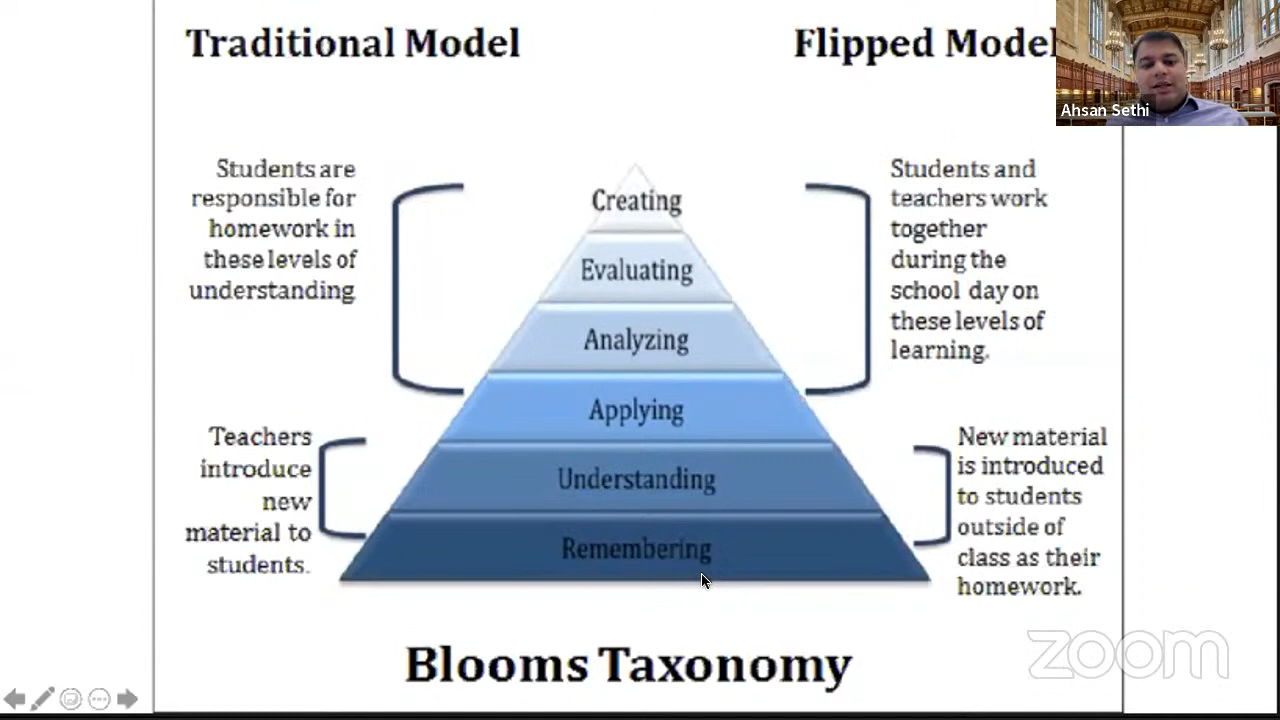 Traditional Model
Flipped Model
Ahsan Sethi
Students are
responsible for
homework in
these levels of
understanding
Teachers
introduce
new
material to
students.
Creating
Evaluating
Analyzing
Applying
Understanding
Remembering
Students and
teachers work
together
during the
school day on
these levels of
learning.
New material
is introduced
to students
outside of
class as their
homework.
Blooms Taxonomy
zoom